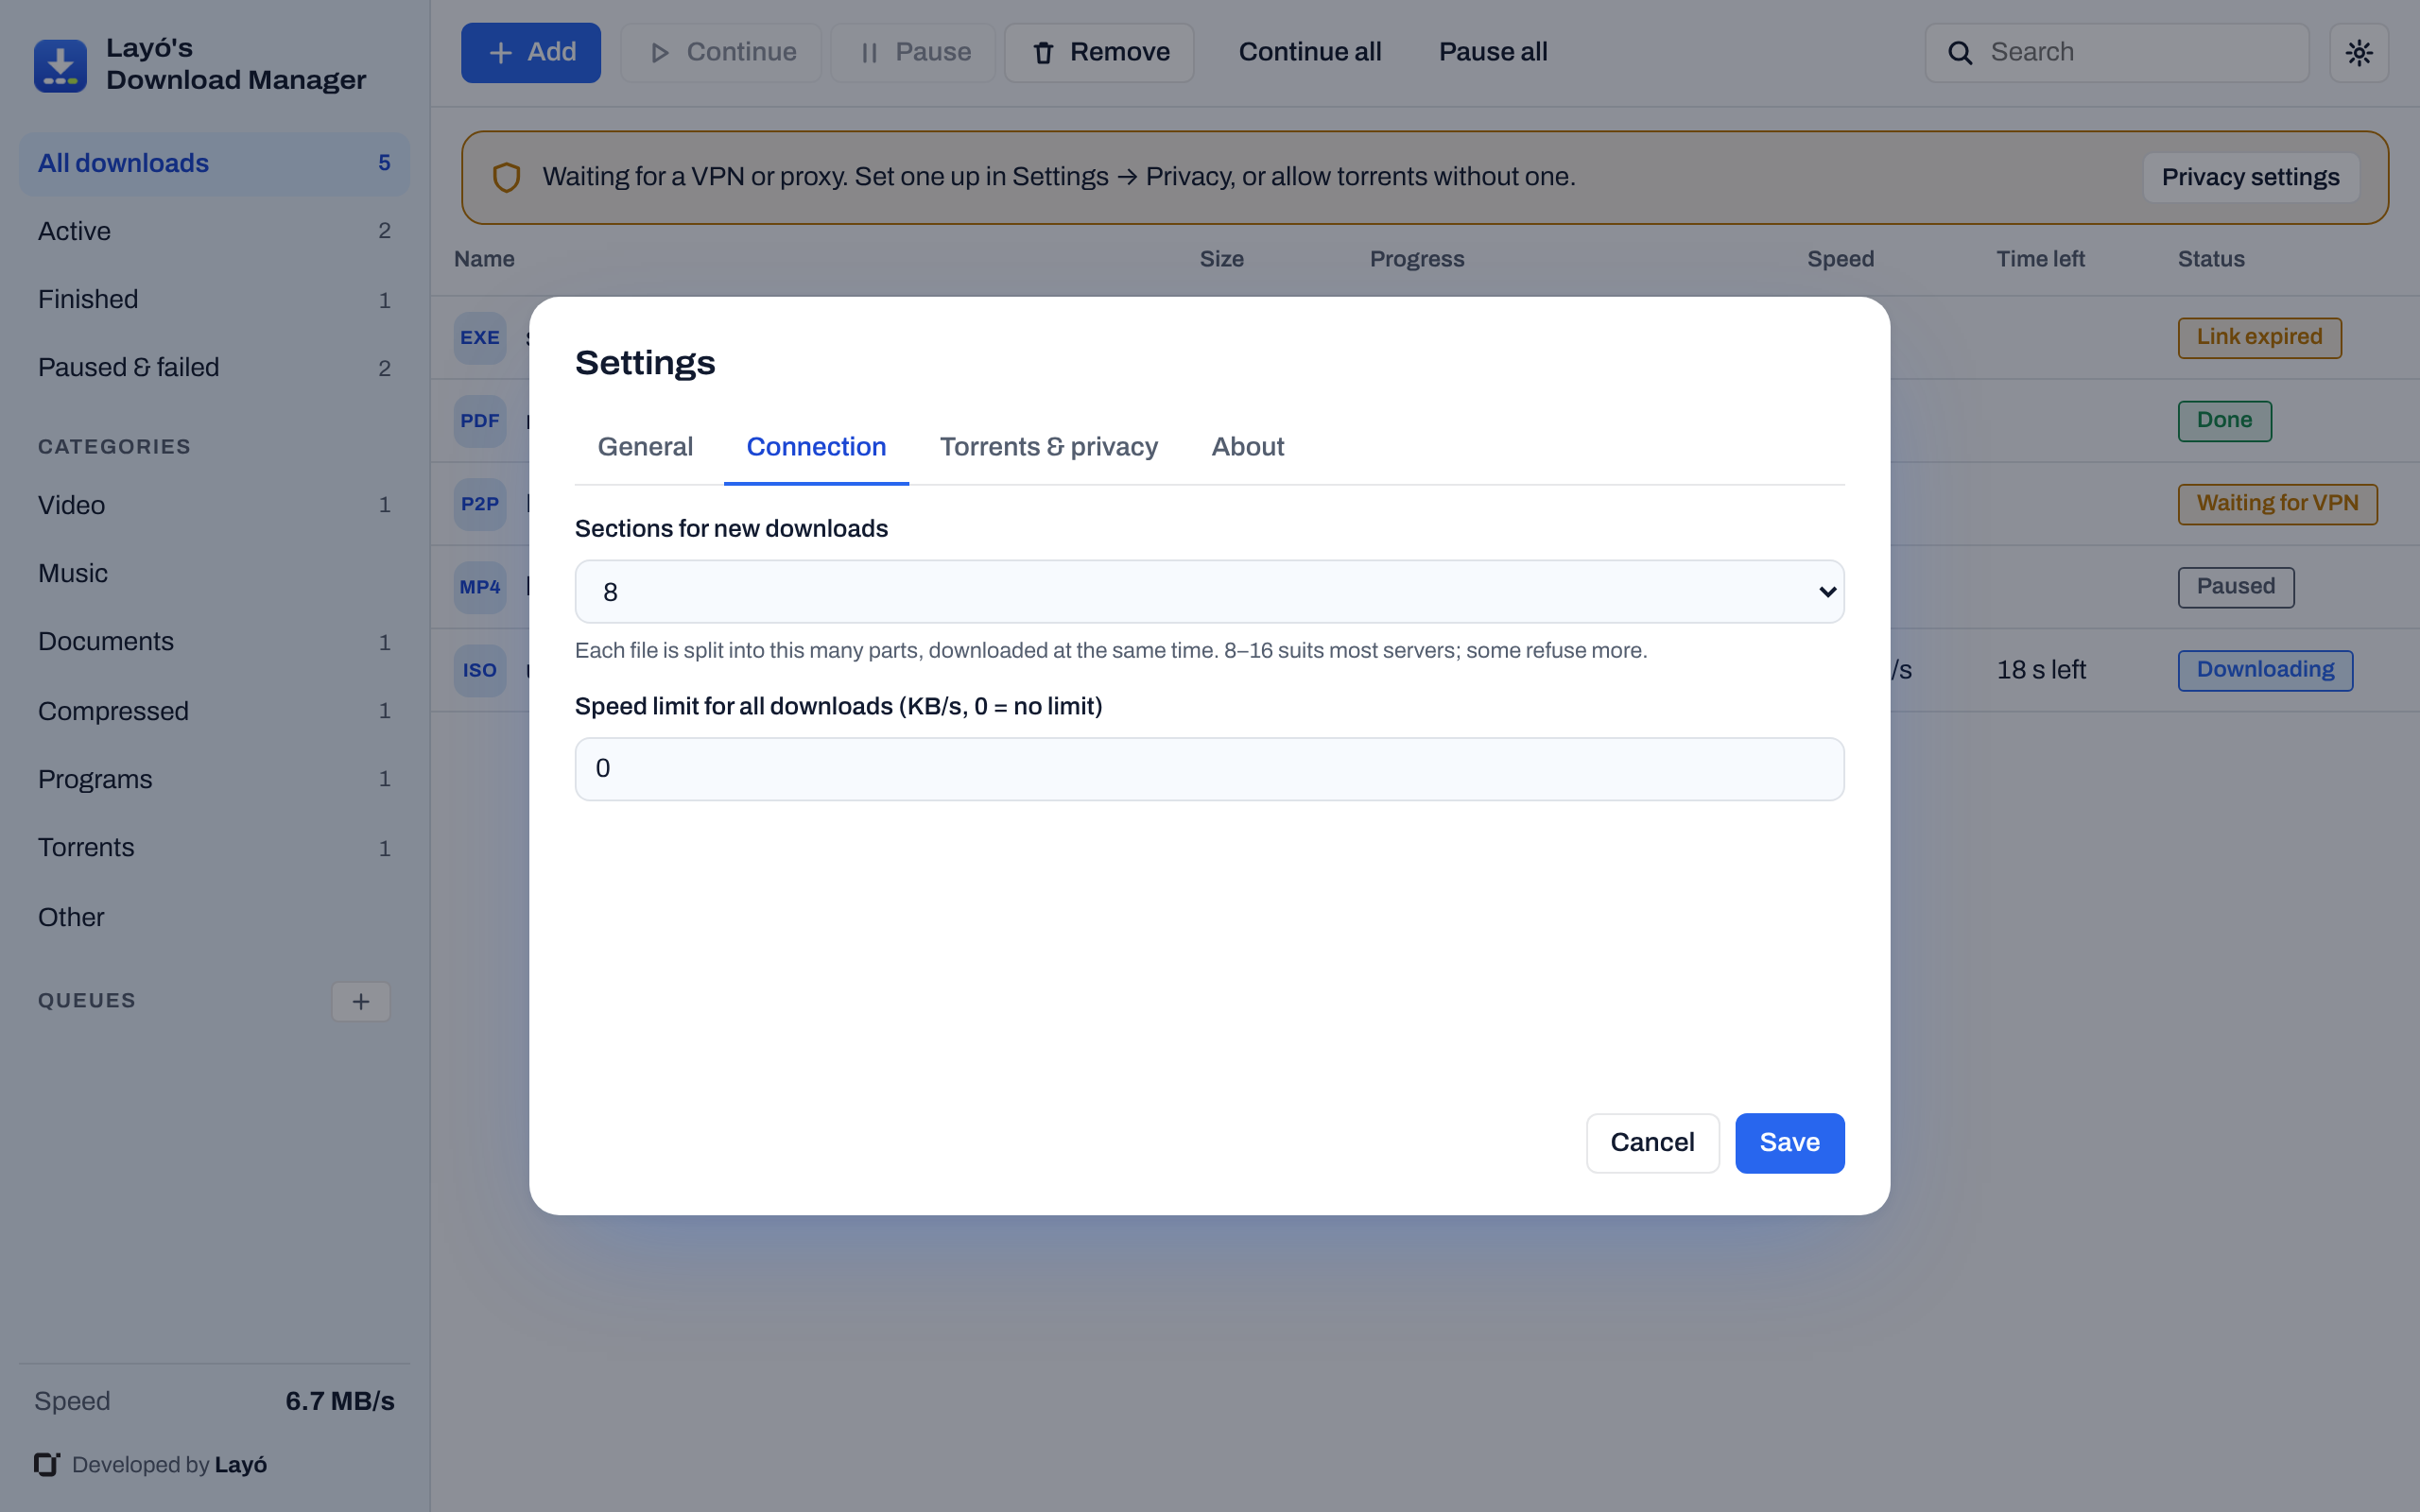 Layó's
Download Manager
Add
Continue
Pause
Remove
Continue all
Pause all
Search
All downloads 5
Active 2
Finished 1
Paused & failed 2
CATEGORIES
Video 1
Music
Documents 1
Compressed 1
Programs 1
Torrents 1
Other
QUEUES
Speed 6.7 MB/s
Developed by Layó
Waiting for a VPN or proxy. Set one up in Settings → Privacy, or allow torrents without one.
Privacy settings
Name Size Progress Speed Time left Status
EXE Link expired
PDF Done
P2P Waiting for VPN
MP4 Paused
ISO /s 18 s left Downloading
Settings
General Connection Torrents & privacy About
Sections for new downloads
8
Each file is split into this many parts, downloaded at the same time. 8–16 suits most servers; some refuse more.
Speed limit for all downloads (KB/s, 0 = no limit)
0
Cancel Save